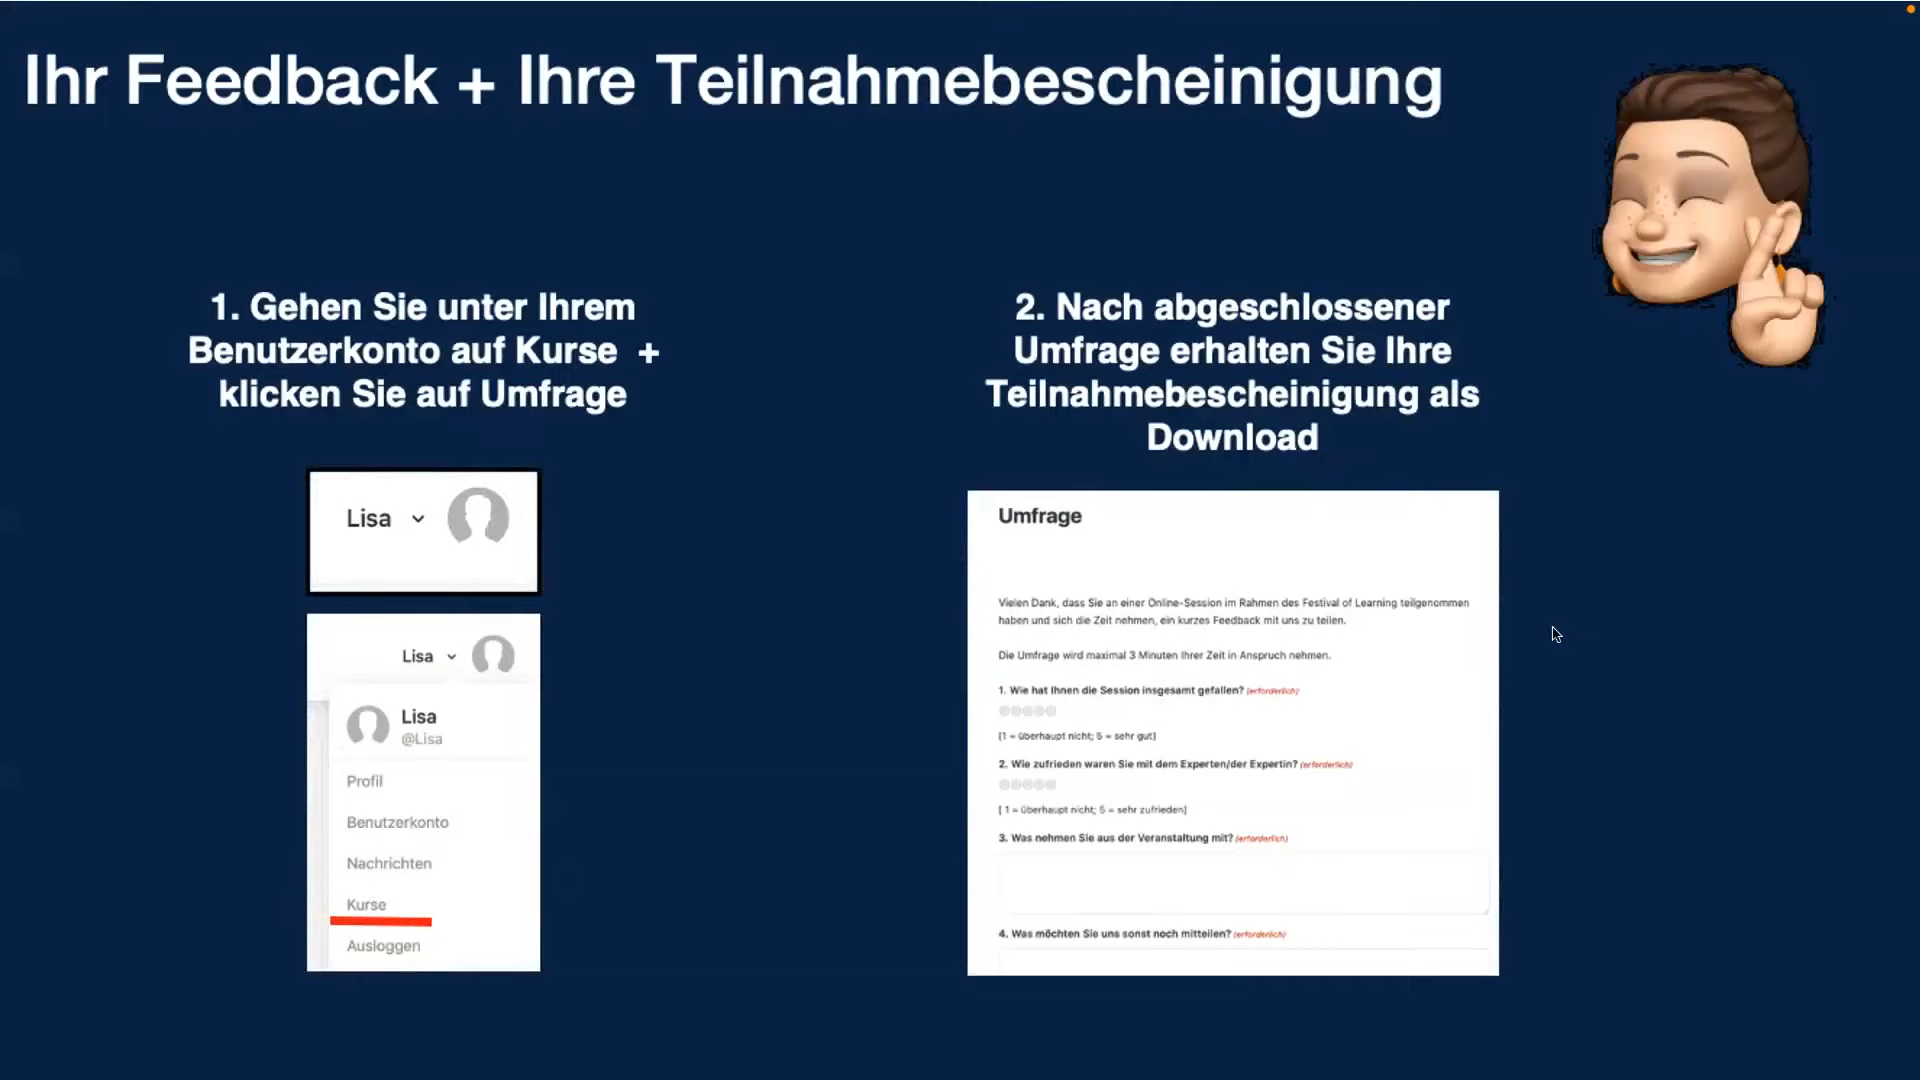 Ihr Feedback + Ihre Teilnahmebescheinigung
1. Gehen Sie unter Ihrem
Benutzerkonto auf Kurse +
klicken Sie auf Umfrage
Lisa
Lisa
Lisa
@Lisa
Profil
Benutzerkonto
Nachrichten
Kurse
Ausloggen
2. Nach abgeschlossener
Umfrage erhalten Sie Ihre
Teilnahmebescheinigung als
Download
Umfrage
Vielen Dank, dass Sie an einer Online-Session im Rahmen des Festival of Learning teilgenommen
haben und sich die Zeit nehmen, ein kurzes Feedback mit uns zu teilen.
Die Umfrage wird maximal 3 Minuten Ihrer Zeit in Anspruch nehmen.
1. Wie hat Ihnen die Session insgesamt gefallen? (erforderlich)
[1 = überhaupt nicht; 5 = sehr gut]
2. Wie zufrieden waren Sie mit dem Experten/der Expertin? (erforderlich)
[ 1 = überhaupt nicht; 5 = sehr zufrieden]
3. Was nehmen Sie aus der Veranstaltung mit? (erforderlich)
4. Was möchten Sie uns sonst noch mitteilen? (erforderlich)